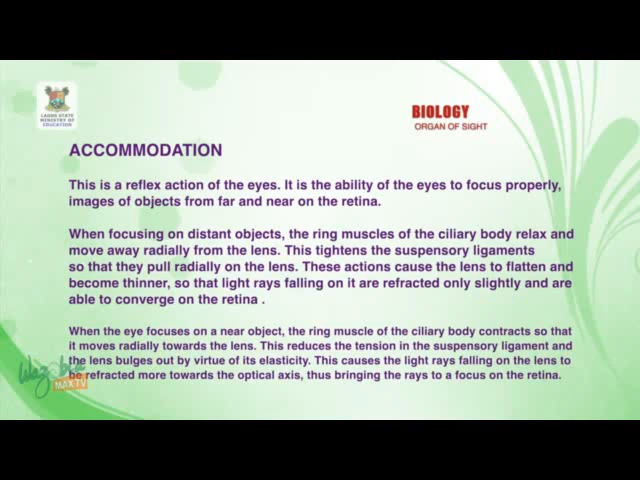 LAGOS STATE
MINISTRY OF
EDUCATION
BIOLOGY
ORGAN OF SIGHT
ACCOMMODATION
This is a reflex action of the eyes. It is the ability of the eyes to focus properly,
images of objects from far and near on the retina.
When focusing on distant objects, the ring muscles of the ciliary body relax and
move away radially from the lens. This tightens the suspensory ligaments
so that they pull radially on the lens. These actions cause the lens to flatten and
become thinner, so that light rays falling on it are refracted only slightly and are
able to converge on the retina .
When the eye focuses on a near object, the ring muscle of the ciliary body contracts so that
it moves radially towards the lens. This reduces the tension in the suspensory ligament and
the lens bulges out by virtue of its elasticity. This causes the light rays falling on the lens to
be refracted more towards the optical axis, thus bringing the rays to a focus on the retina.
Wazobia
MAX TV